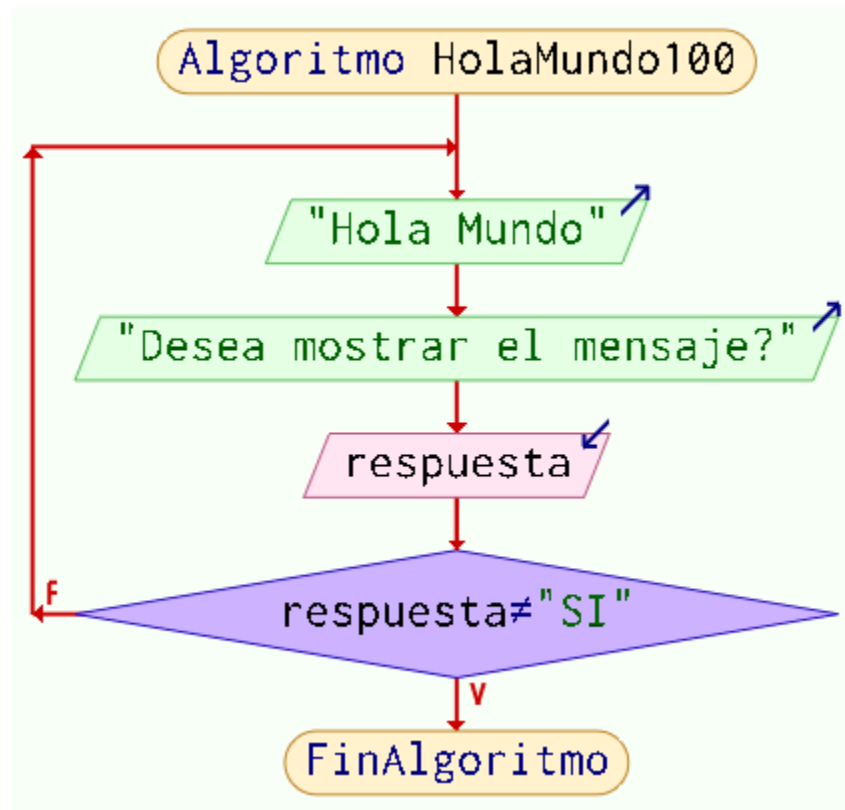 Algoritmo HolaMundo100
"Hola Mundo"
"Desea mostrar el mensaje?"
respuesta
respuesta≠"SI"
F
V
FinAlgoritmo